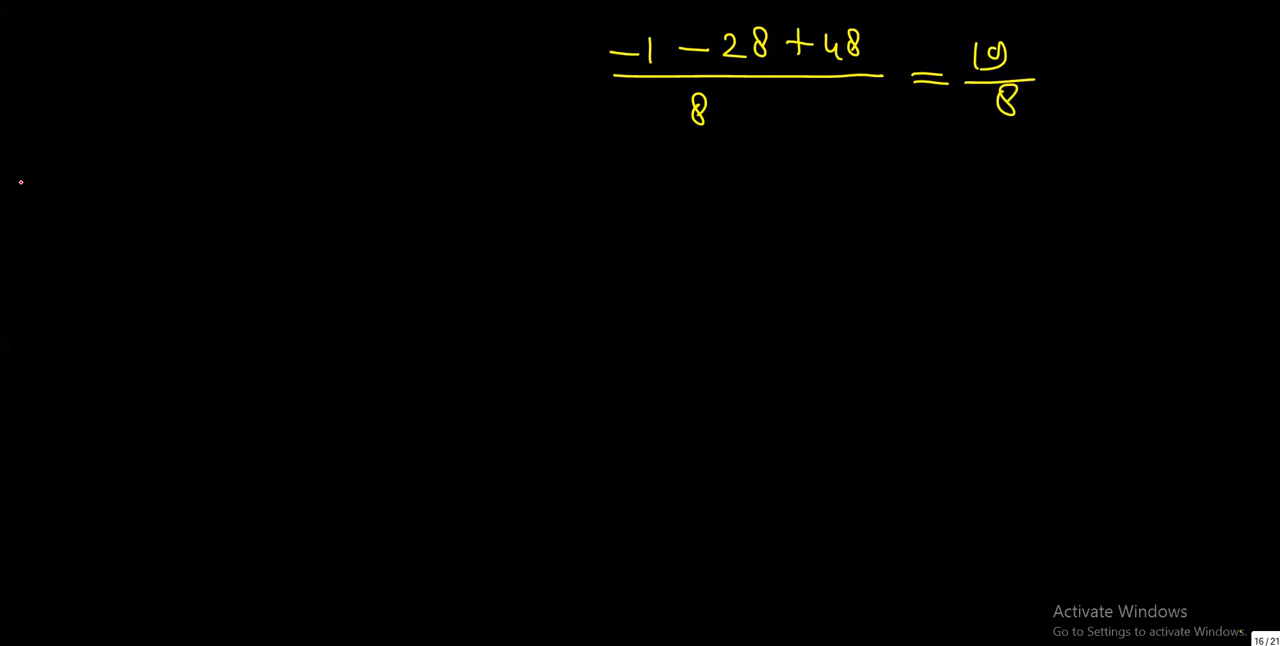 -1 - 28 + 48 / 8 = 19 / 8
Activate Windows
Go to Settings to activate Windows.
16 / 21